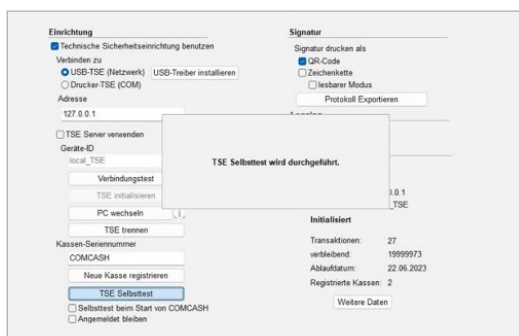 Einrichtung
Technische Sicherheitseinrichtung benutzen
Verbinden zu
USB-TSE (Netzwerk)
USB-Treiber installieren
Drucker-TSE (COM)
Adresse
127.0.0.1
TSE Server verwenden
Geräte-ID
local_TSE
Verbindungstest
TSE initialisieren
PC wechseln
TSE trennen
Kassen-Seriennummer
COMCASH
Neue Kasse registrieren
TSE Selbsttest
Selbsttest beim Start von COMCASH
Angemeldet bleiben
Signatur
Signatur drucken als
QR-Code
Zeichenkette
lesbarer Modus
Protokoll Exportieren
TSE Selbsttest wird durchgeführt.
0.1
_TSE
Initialisiert
Transaktionen: 27
verbleibend: 19999973
Ablaufdatum: 22.06.2023
Registrierte Kassen: 2
Weitere Daten